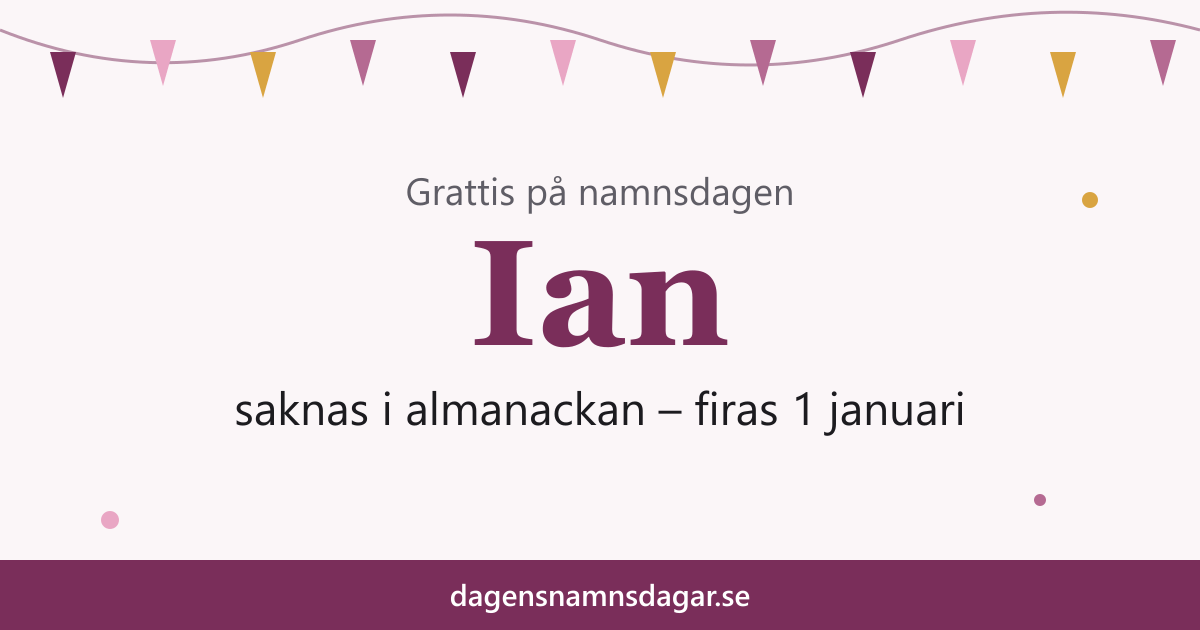 Grattis på namnsdagen
Ian
saknas i almanackan – firas 1 januari
dagensnamnsdagar.se